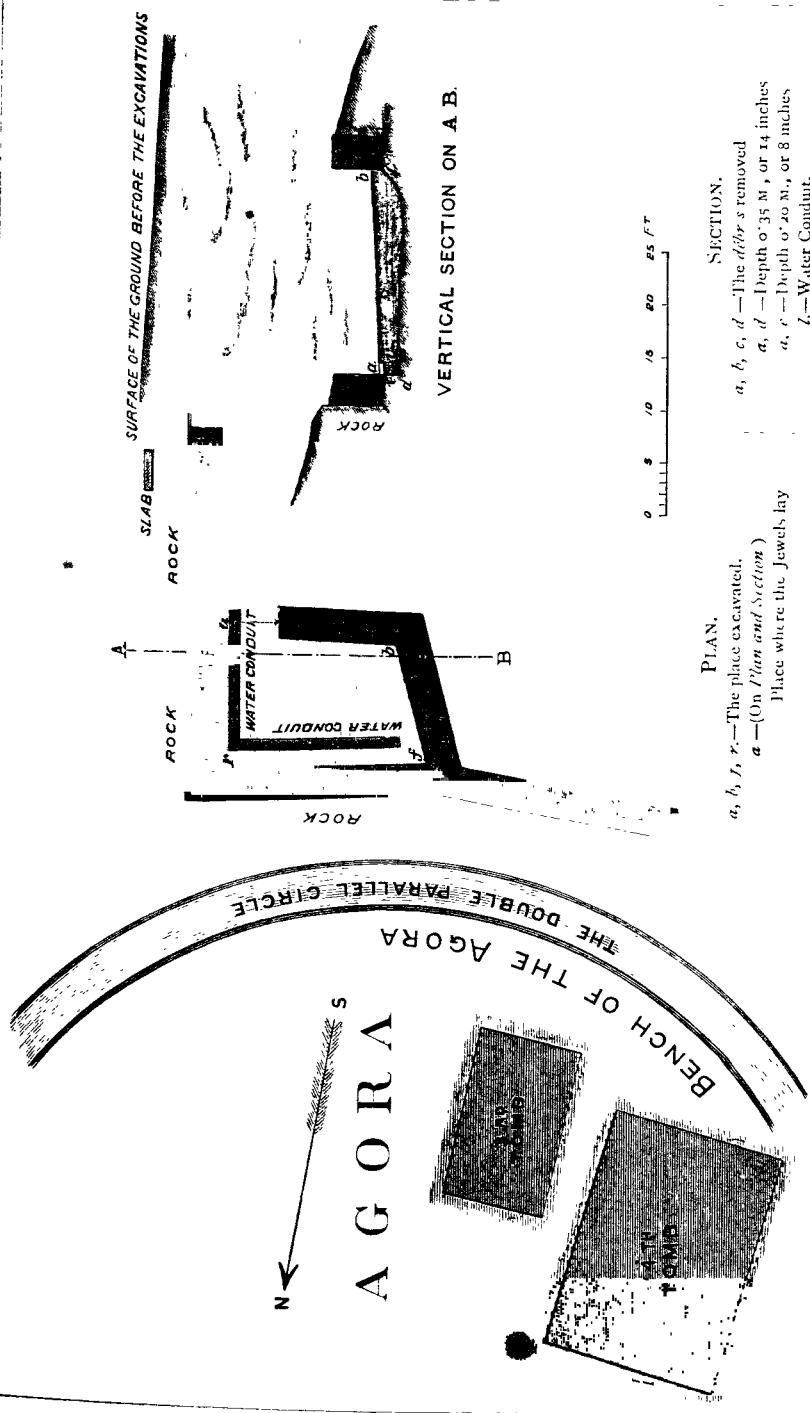 SURFACE OF THE GROUND BEFORE THE EXCAVATIONS
SLAB
ROCK
ROCK
a
b
d
VERTICAL SECTION ON A B.
A
ROCK
r
a
WATER CONDUIT
WATER CONDUIT
b
f
B
ROCK
0 5 10 15 20 25 FT
PLAN.
a, b, f, r.—The place excavated.
a —(On Plan and Section)
Place where the Jewels lay
SECTION.
a, b, c, d —The removed
a, d —Depth 0·35 M, or 14 inches
a, c —Depth 0·20 M., or 8 inches
Water Conduit.
THE DOUBLE PARALLEL CIRCLE
BENCH OF THE AGORA
N
S
AGORA
3RD
TOMB
4TH
TOMB